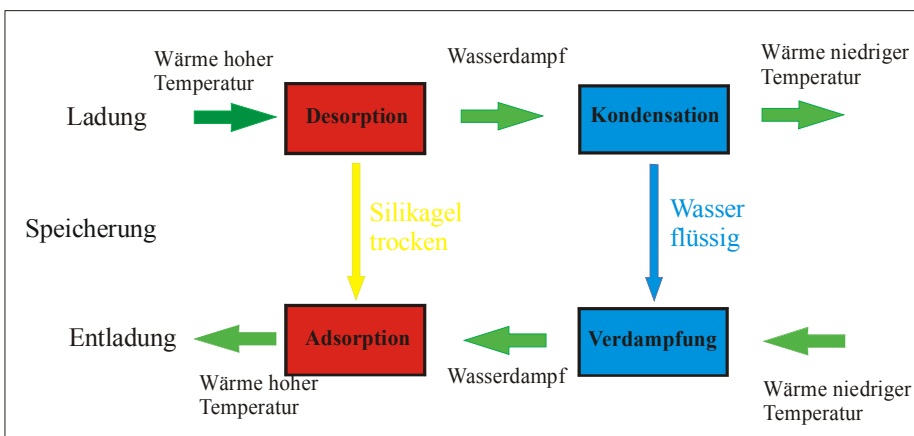 Wärme hoher
Temperatur
Wasserdampf
Wärme niedriger
Temperatur
Ladung
Desorption
Kondensation
Silikagel
trocken
Wasser
flüssig
Speicherung
Entladung
Adsorption
Verdampfung
Wärme hoher
Temperatur
Wasserdampf
Wärme niedriger
Temperatur